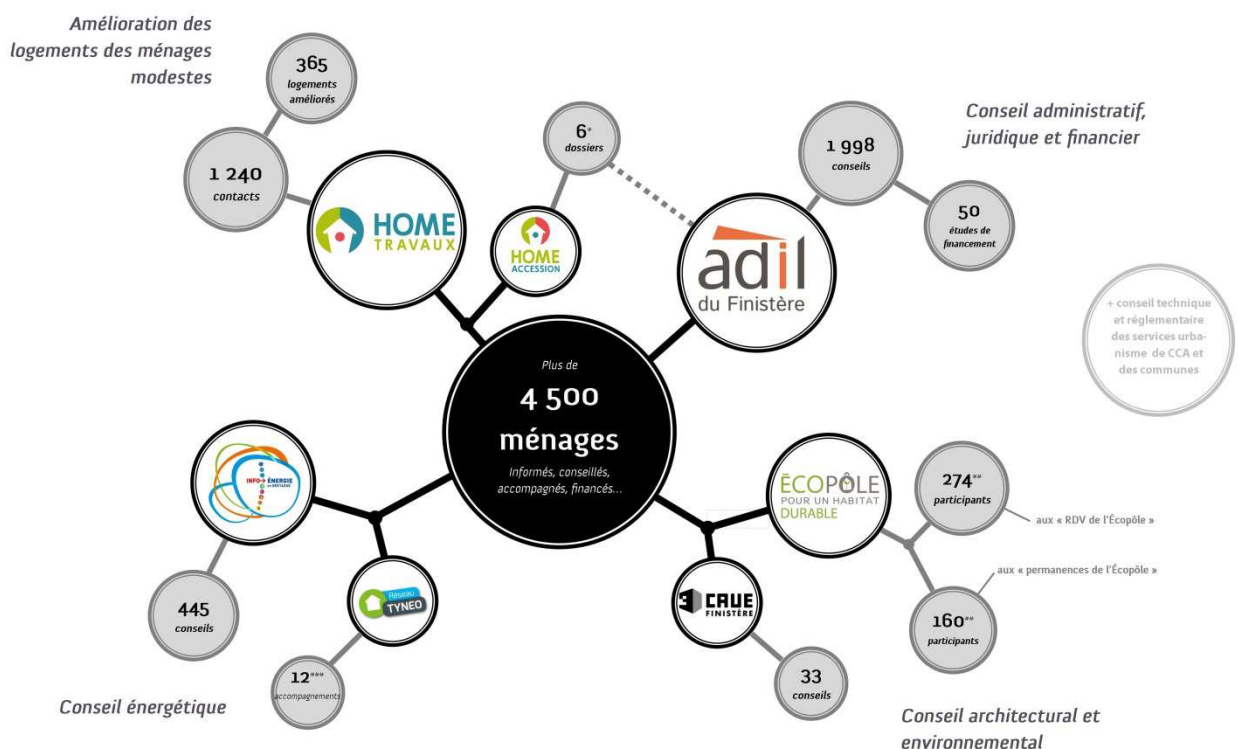 Amélioration des
logements des ménages
modestes
365
logements
améliorés
1 240
contacts
HOME
TRAVAUX
6*
dossiers
HOME
ACCESSION
adil
du Finistère
1 998
conseils
50
études de
financement
Conseil administratif,
juridique et financier
+ conseil technique
et réglementaire
des services urba-
nisme de CCA et
des communes
Plus de
4 500
ménages
Informés, conseillés,
accompagnés, financés...
INFO→ÉNERGIE
EN BRETAGNE
445
conseils
Réseau
TYNEO
12***
accompagnements
Conseil énergétique
ÉCOPÔLE
POUR UN HABITAT
DURABLE
274**
participants
aux « RDV de l'Écopôle »
aux « permanences de l'Écopôle »
160**
participants
CAUE
FINISTÈRE
33
conseils
Conseil architectural et
environnemental